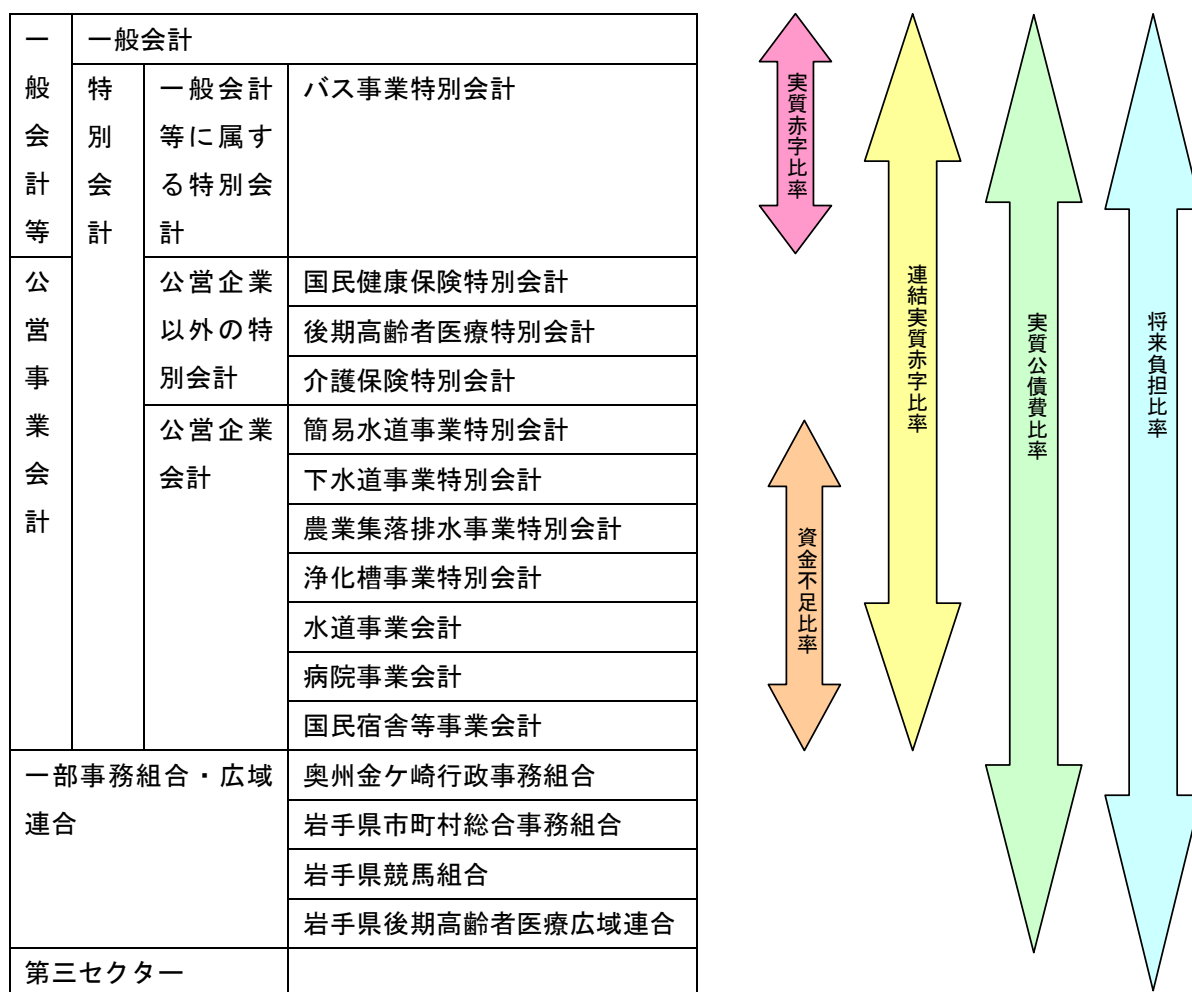 一般会計等
一般会計
特別会計
一般会計
等に属す
る特別会
計
バス事業特別会計
公営事業会計
公営企業
以外の特
別会計
国民健康保険特別会計
後期高齢者医療特別会計
介護保険特別会計
公営企業
会計
簡易水道事業特別会計
下水道事業特別会計
農業集落排水事業特別会計
浄化槽事業特別会計
水道事業会計
病院事業会計
国民宿舎等事業会計
一部事務組合・広域
連合
奥州金ケ崎行政事務組合
岩手県市町村総合事務組合
岩手県競馬組合
岩手県後期高齢者医療広域連合
第三セクター
実質赤字比率
資金不足比率
連結実質赤字比率
実質公債費比率
将来負担比率